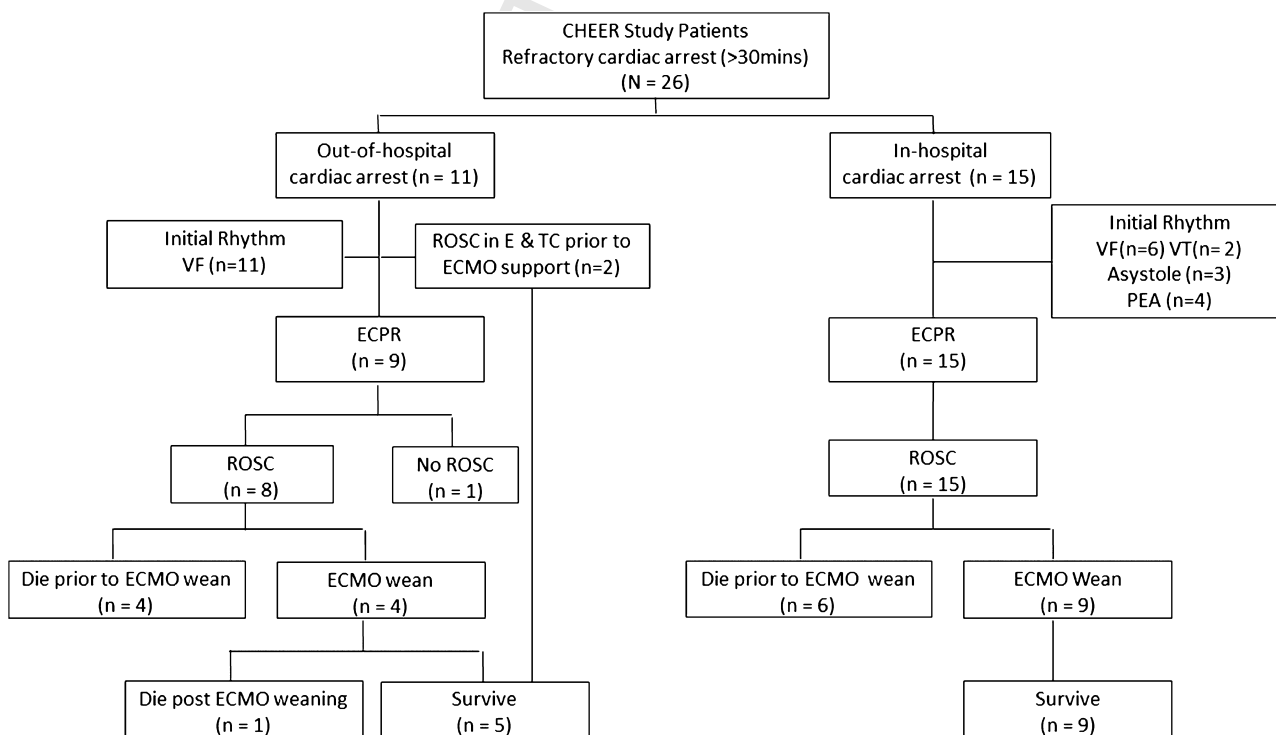 CHEER Study Patients
Refractory cardiac arrest (>30mins)
(N = 26)
Out-of-hospital
cardiac arrest (n = 11)
In-hospital
cardiac arrest (n = 15)
Initial Rhythm
VF (n=11)
ROSC in E & TC prior to
ECMO support (n=2)
Initial Rhythm
VF(n=6) VT(n= 2)
Asystole (n=3)
PEA (n=4)
ECPR
(n = 9)
ECPR
(n = 15)
ROSC
(n = 8)
No ROSC
(n = 1)
ROSC
(n = 15)
Die prior to ECMO wean
(n = 4)
ECMO wean
(n = 4)
Die prior to ECMO wean
(n = 6)
ECMO Wean
(n = 9)
Die post ECMO weaning
(n = 1)
Survive
(n = 5)
Survive
(n = 9)